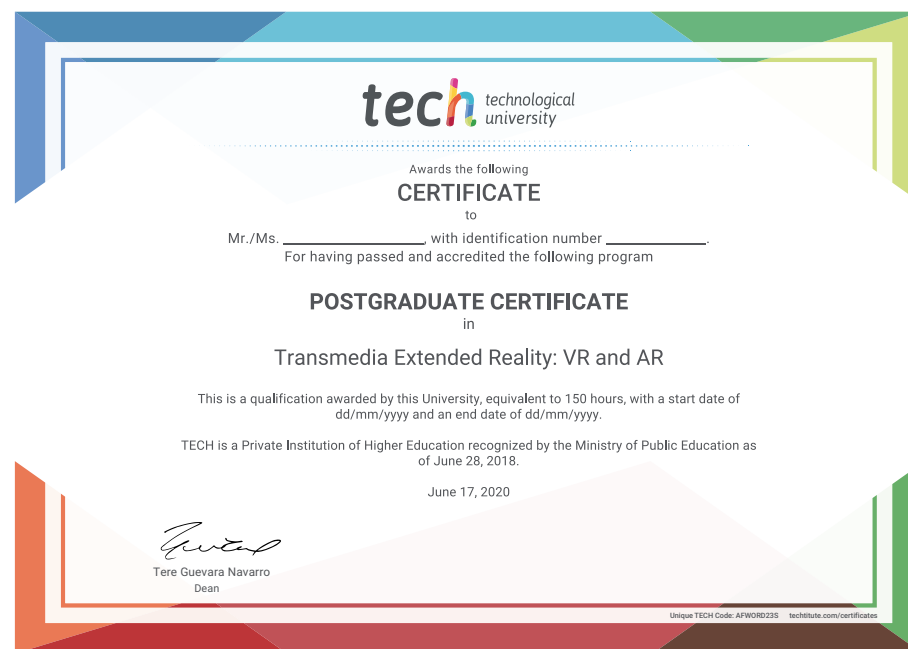 tech technological
university
Awards the following
CERTIFICATE
to
Mr./Ms. ________________, with identification number ____________.
For having passed and accredited the following program
POSTGRADUATE CERTIFICATE
in
Transmedia Extended Reality: VR and AR
This is a qualification awarded by this University, equivalent to 150 hours, with a start date of
dd/mm/yyyy and an end date of dd/mm/yyyy.
TECH is a Private Institution of Higher Education recognized by the Ministry of Public Education as
of June 28, 2018.
June 17, 2020
Tere Guevara Navarro
Dean
Unique TECH Code: AFWORD23S techtitute.com/certificates